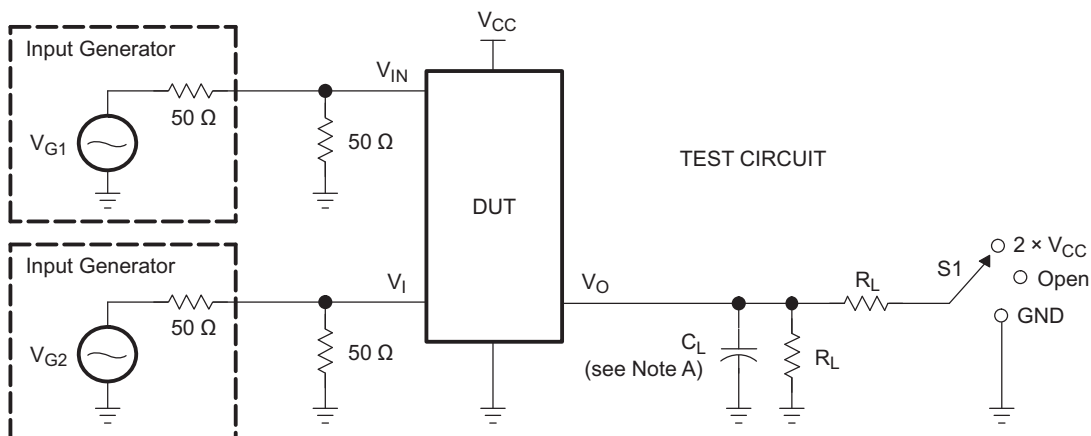 Input Generator
VG1
50 Ω
50 Ω
VIN
VCC
DUT
TEST CIRCUIT
Input Generator
VG2
50 Ω
50 Ω
VI
VO
CL
(see Note A)
RL
RL
S1
2 × VCC
Open
GND